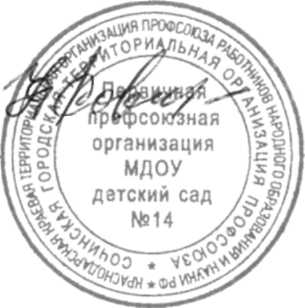 КРАСНОДАРСКАЯ КРАЕВАЯ ТЕРРИТОРИАЛЬНАЯ ОРГАНИЗАЦИЯ ПРОФСОЮЗА РАБОТНИКОВ НАРОДНОГО ОБРАЗОВАНИЯ И НАУКИ РФ *
СОЧИНСКАЯ ГОРОДСКАЯ ТЕРРИТОРИАЛЬНАЯ ОРГАНИЗАЦИЯ ПРОФСОЮЗА *
Первичная
профсоюзная
организация
МДОУ
детский сад
№14